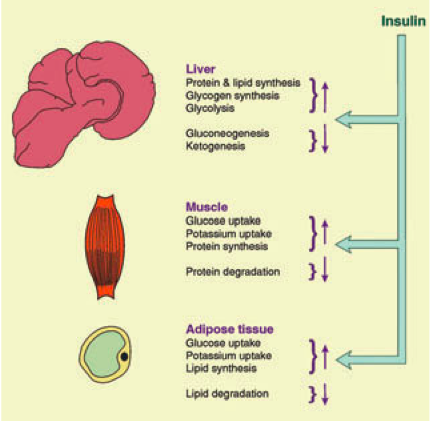 Insulin
Liver
Protein & lipid synthesis
Glycogen synthesis
Glycolysis
Gluconeogenesis
Ketogenesis
Muscle
Glucose uptake
Potassium uptake
Protein synthesis
Protein degradation
Adipose tissue
Glucose uptake
Potassium uptake
Lipid synthesis
Lipid degradation